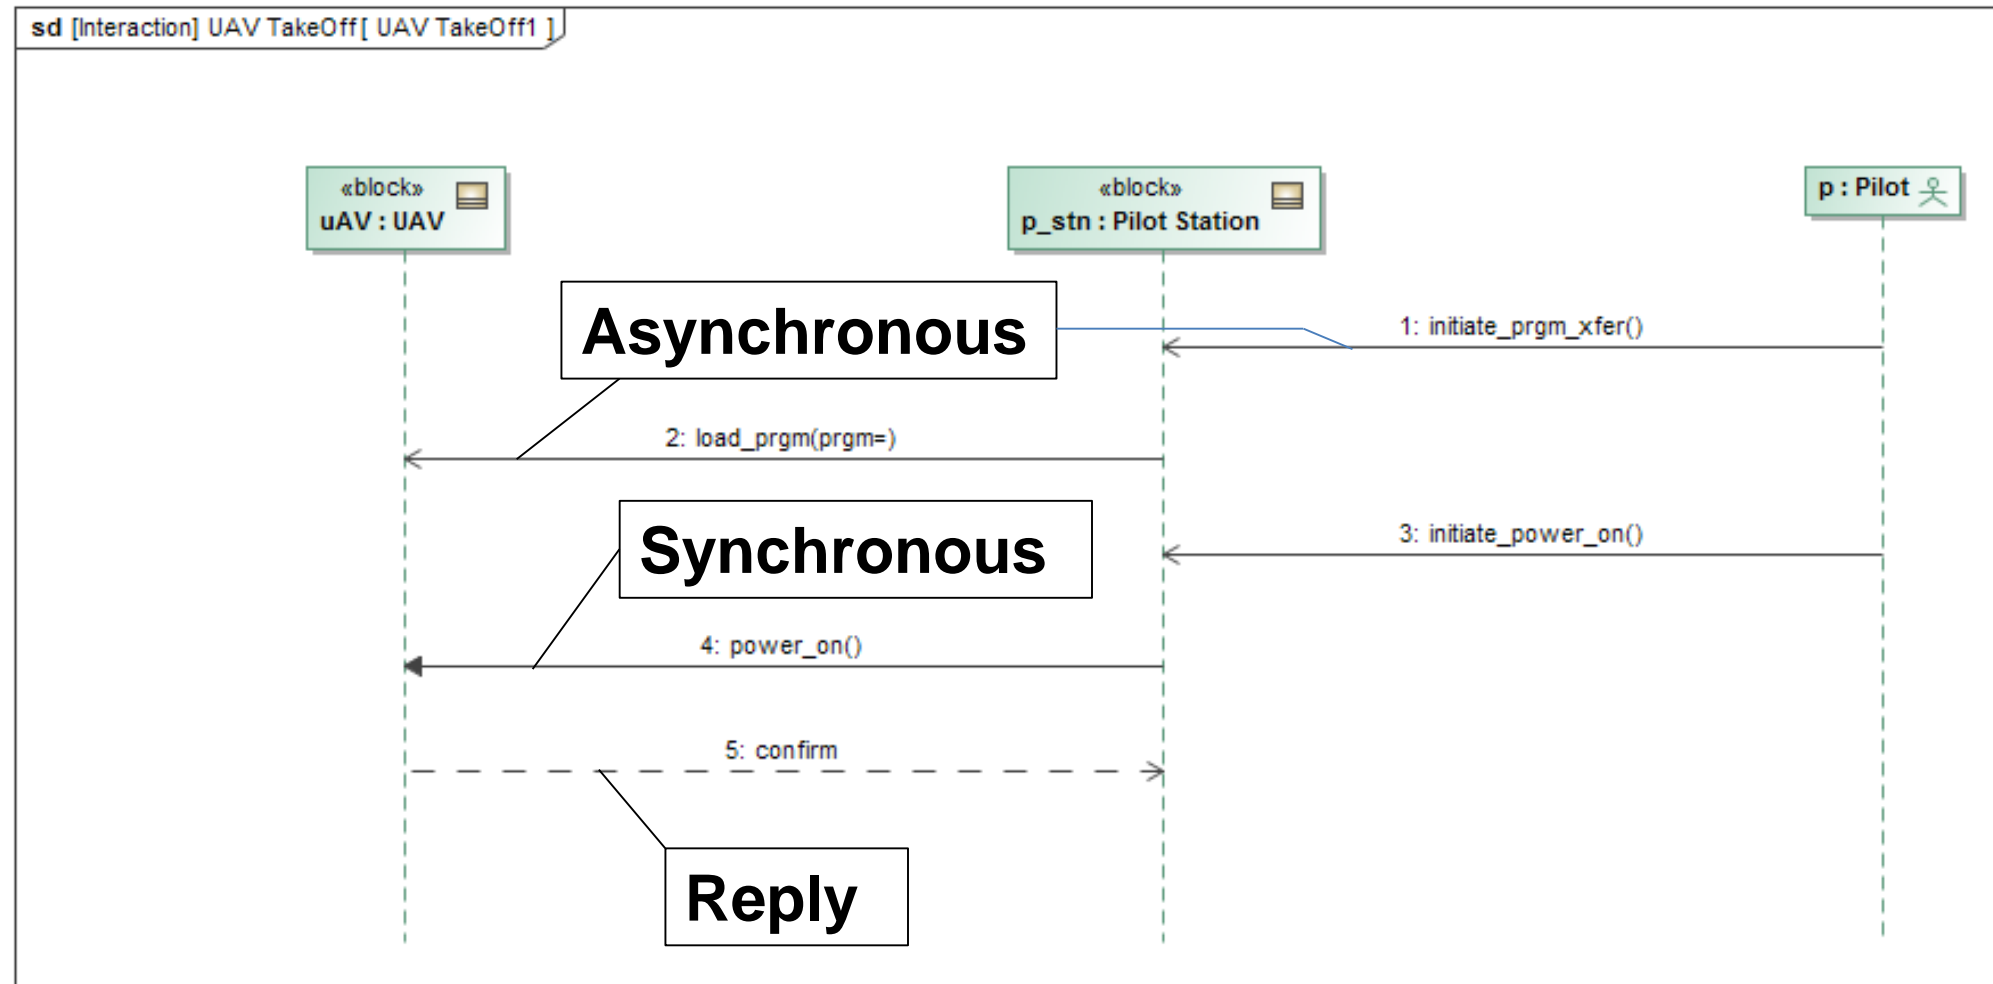 sd [Interaction] UAV TakeOff[ UAV TakeOff1 ]
«block»
uAV : UAV
«block»
p_stn : Pilot Station
p : Pilot
Asynchronous
1: initiate_prgm_xfer()
2: load_prgm(prgm=)
Synchronous
3: initiate_power_on()
4: power_on()
5: confirm
Reply